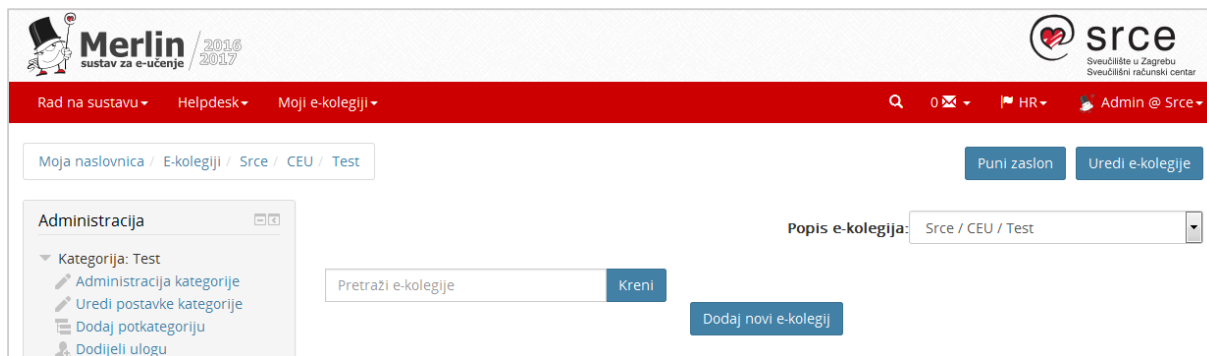 Merlin 2016 2017
sustav za e-učenje
srce
Sveučilište u Zagrebu
Sveučilišni računski centar
Rad na sustavu Helpdesk Moji e-kolegiji 0 HR Admin @ Srce
Moja naslovnica / E-kolegiji / Srce / CEU / Test Puni zaslon Uredi e-kolegije
Administracija
Popis e-kolegija: Srce / CEU / Test
Kategorija: Test
Administracija kategorije
Pretraži e-kolegije Kreni
Uredi postavke kategorije
Dodaj novi e-kolegij
Dodaj potkategoriju
Dodijeli ulogu